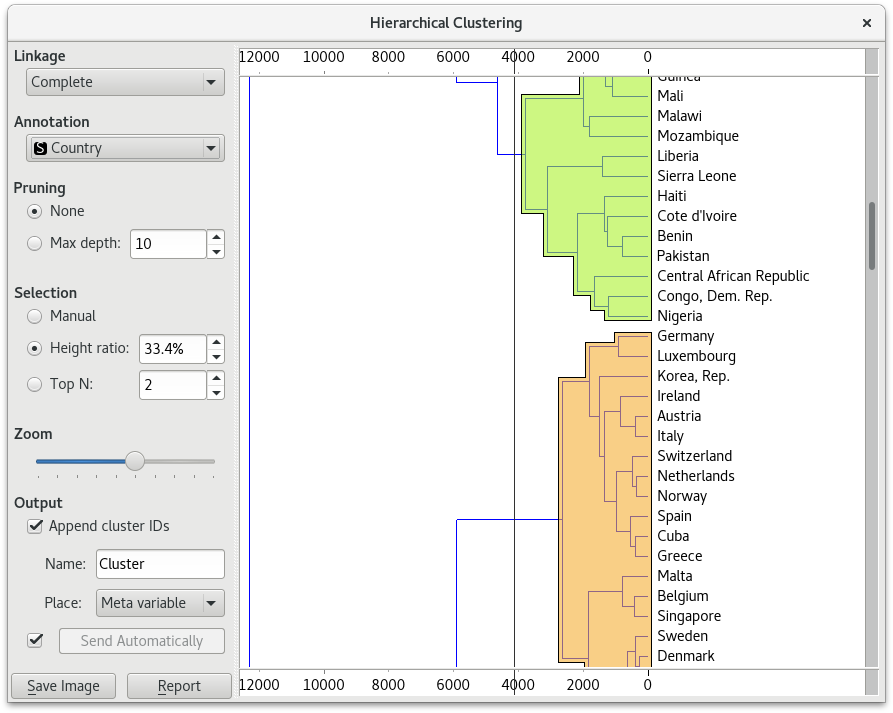 Hierarchical Clustering
Linkage
Complete
Annotation
S Country
Pruning
None
Max depth: 10
Selection
Manual
Height ratio: 33.4%
Top N: 2
Zoom
Output
Append cluster IDs
Name: Cluster
Place: Meta variable
Send Automatically
Save Image Report
12000 10000 8000 6000 4000 2000 0
Guinea
Mali
Malawi
Mozambique
Liberia
Sierra Leone
Haiti
Cote d'Ivoire
Benin
Pakistan
Central African Republic
Congo, Dem. Rep.
Nigeria
Germany
Luxembourg
Korea, Rep.
Ireland
Austria
Italy
Switzerland
Netherlands
Norway
Spain
Cuba
Greece
Malta
Belgium
Singapore
Sweden
Denmark
12000 10000 8000 6000 4000 2000 0